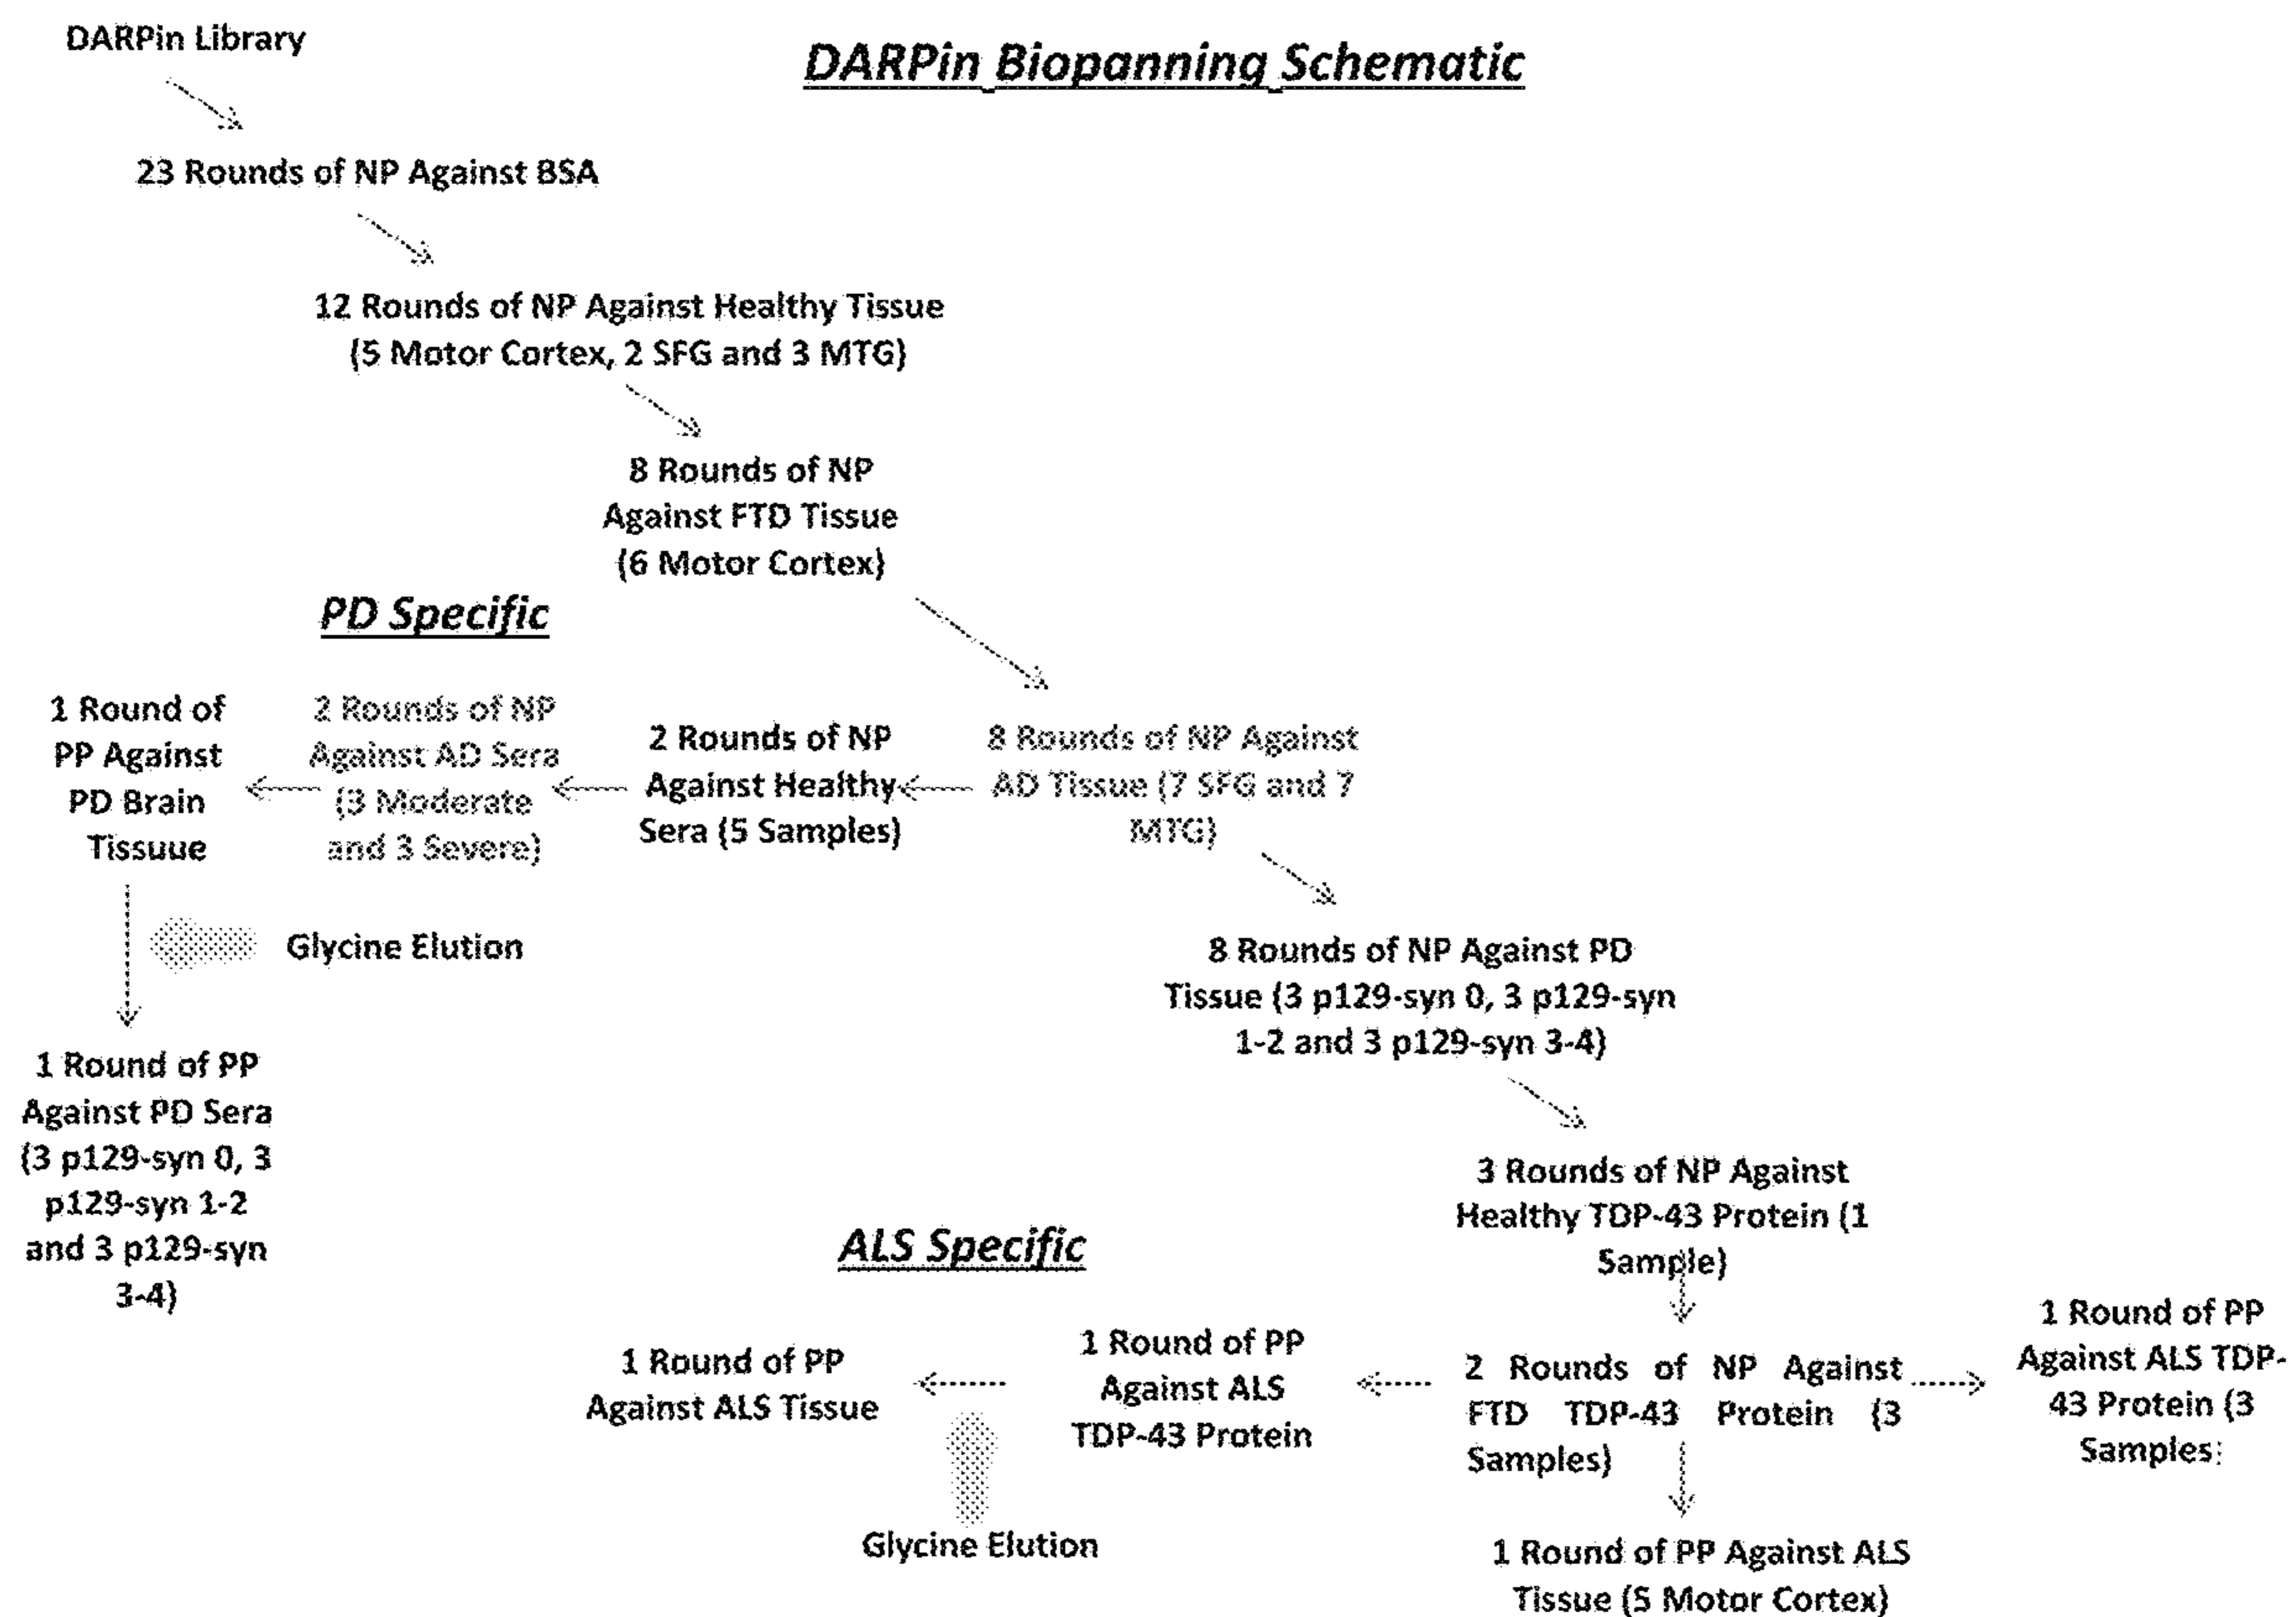 DARPin Library
DARPin Biopanning Schematic
23 Rounds of NP Against BSA
12 Rounds of NP Against Healthy Tissue
(5 Motor Cortex, 2 SFG and 3 MTG)
8 Rounds of NP
Against FTD Tissue
(6 Motor Cortex)
PD Specific
1 Round of
PP Against
PD Brain
Tissuue
2 Rounds of NP
Against AD Sera
(3 Moderate
and 3 Severe)
2 Rounds of NP
Against Healthy
Sera (5 Samples)
8 Rounds of NP Against
AD Tissue (7 SFG and 7
MTG)
Glycine Elution
8 Rounds of NP Against PD
Tissue (3 p129-syn 0, 3 p129-syn
1-2 and 3 p129-syn 3-4)
1 Round of PP
Against PD Sera
(3 p129-syn 0, 3
p129-syn 1-2
and 3 p129-syn
3-4)
3 Rounds of NP Against
Healthy TDP-43 Protein (1
Sample)
ALS Specific
1 Round of PP
Against ALS Tissue
1 Round of PP
Against ALS
TDP-43 Protein
2 Rounds of NP Against
FTD TDP-43 Protein (3
Samples)
1 Round of PP
Against ALS TDP-
43 Protein (3
Samples)
Glycine Elution
1 Round of PP Against ALS
Tissue (5 Motor Cortex)